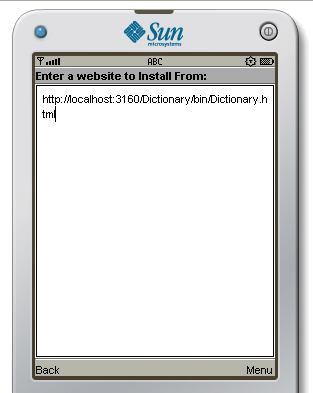 Sun
microsystems
ABC
Enter a website to Install From:
http://localhost:3160/Dictionary/bin/Dictionary.h
tml
Back Menu